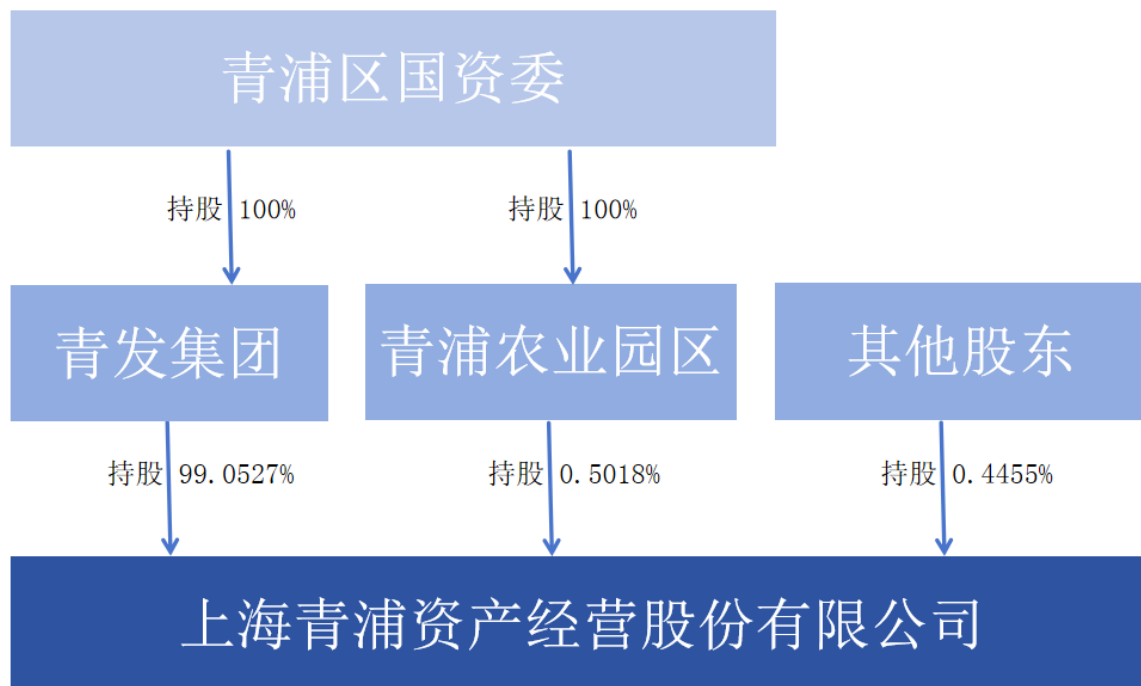 青浦区国资委
持股 100%
持股 100%
青发集团
青浦农业园区
其他股东
持股 99.0527%
持股 0.5018%
持股 0.4455%
上海青浦资产经营股份有限公司